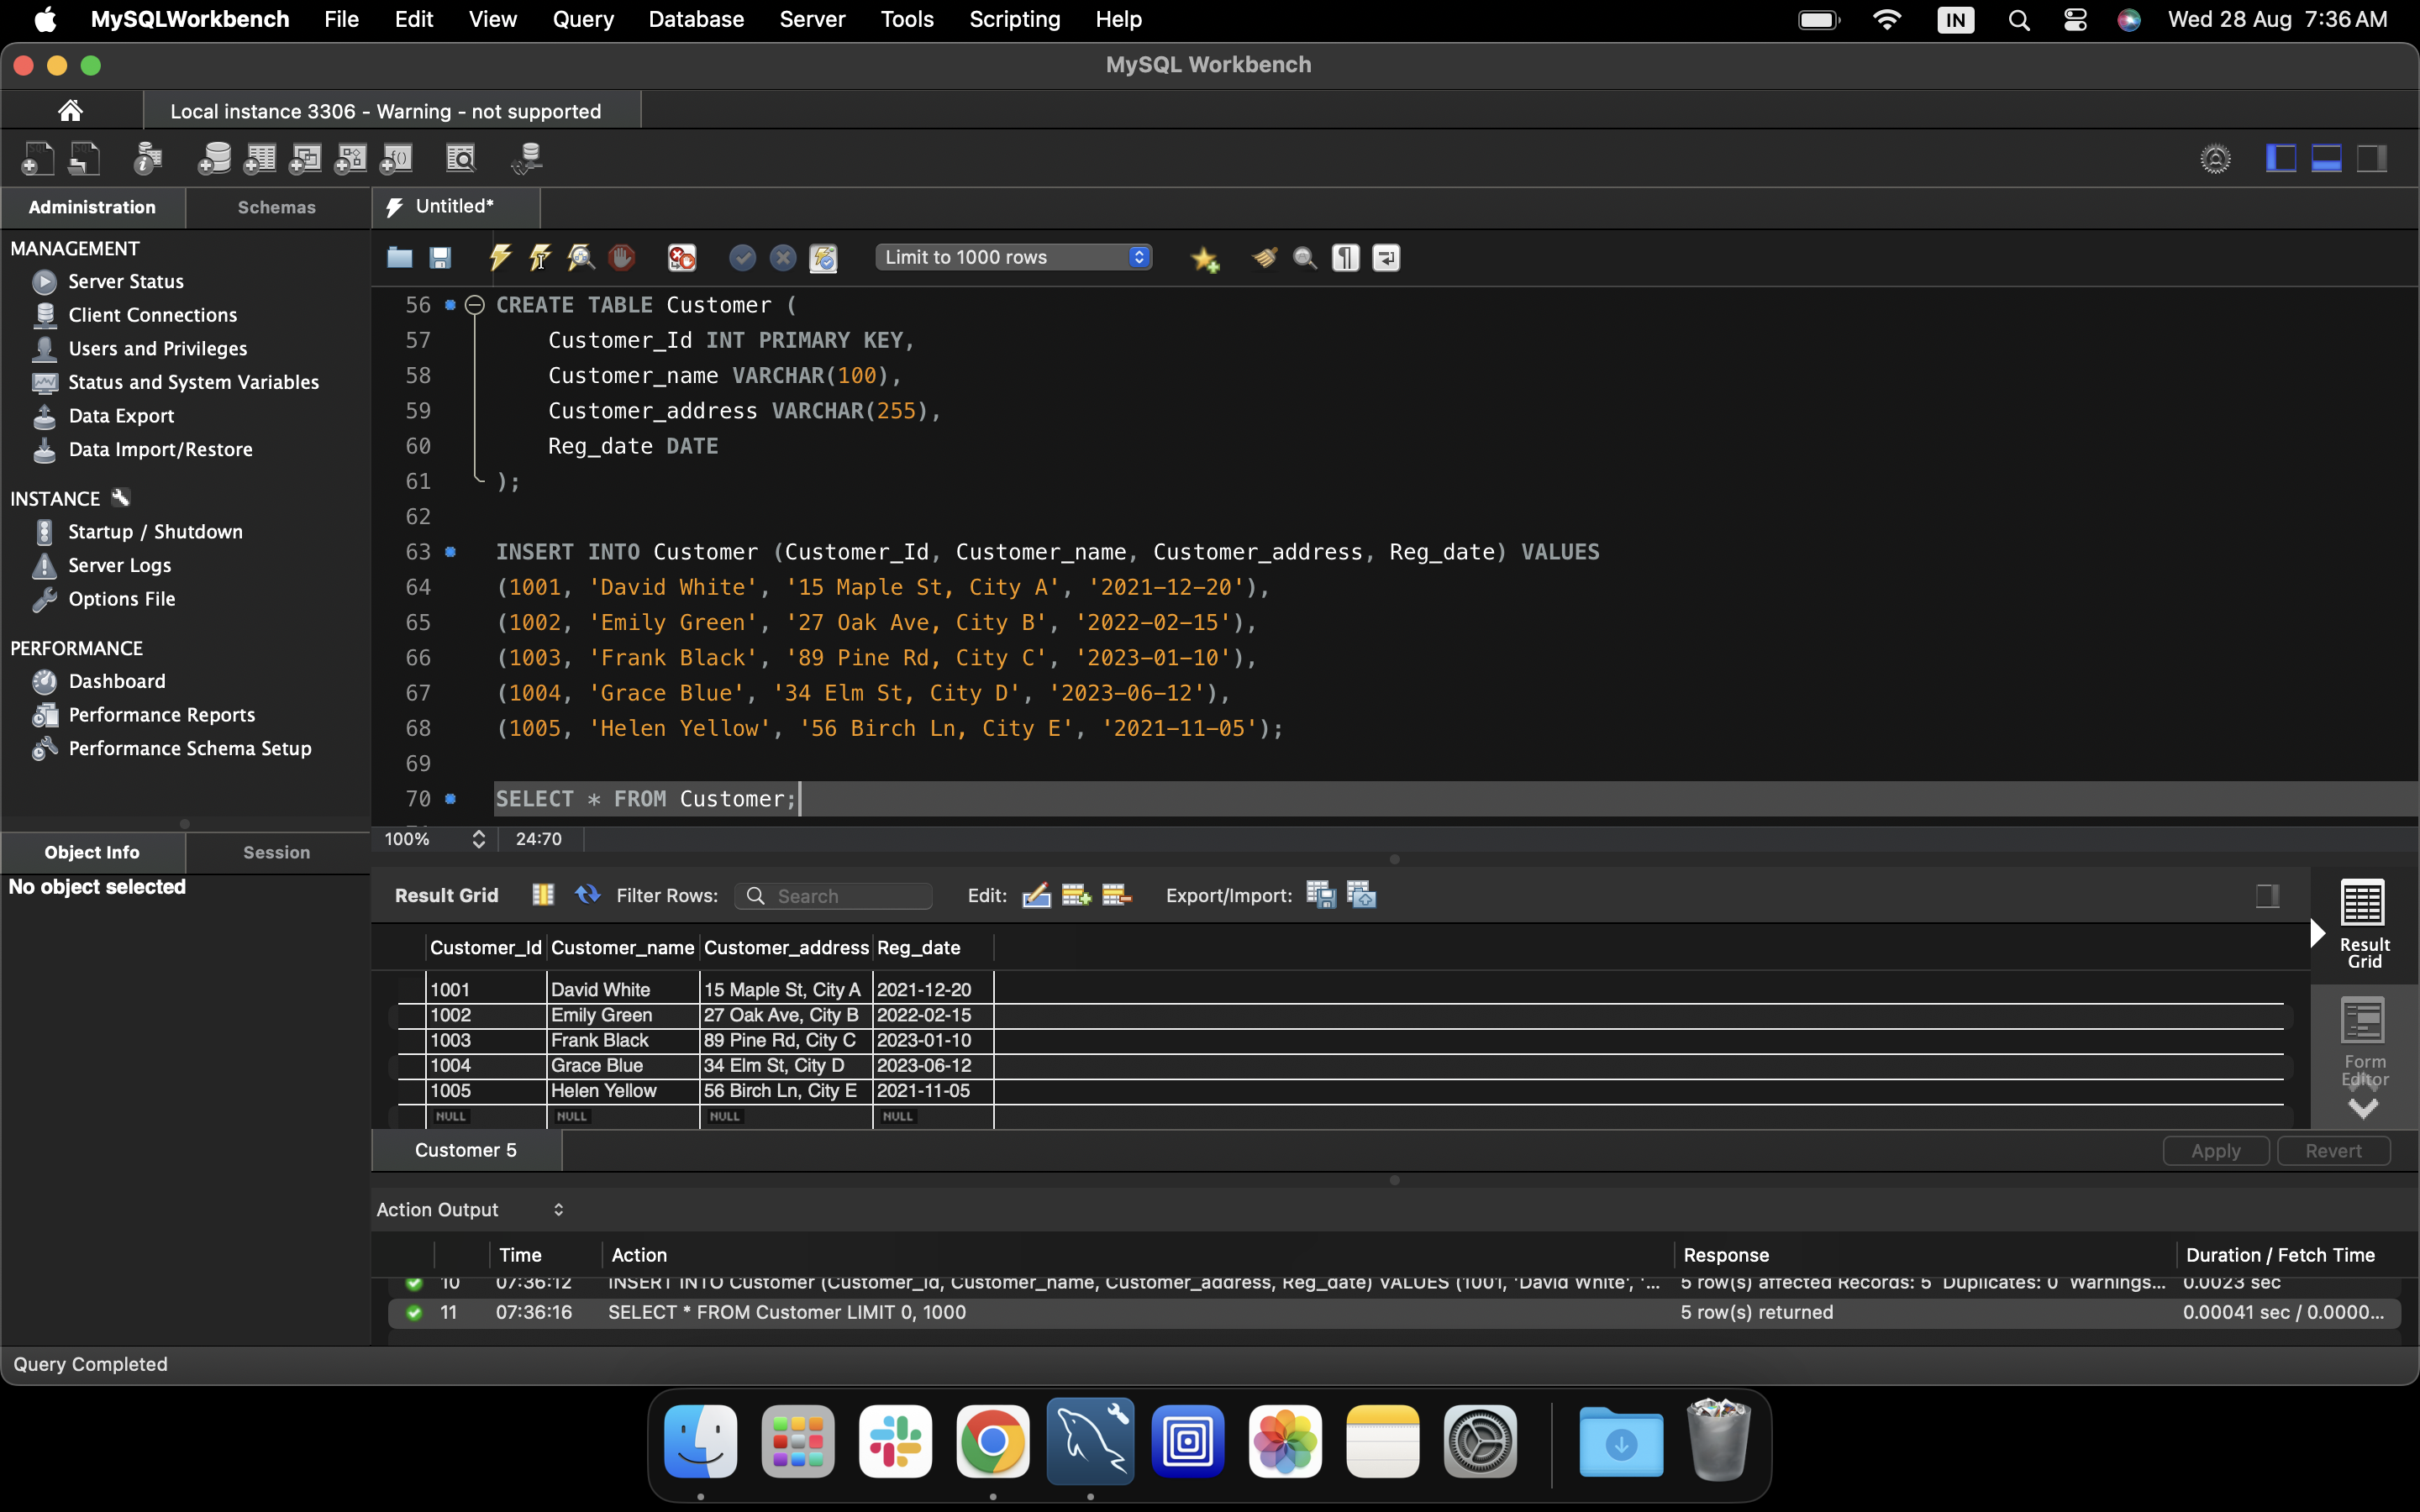 MySQLWorkbench File Edit View Query Database Server Tools Scripting Help IN Wed 28 Aug 7:36 AM
MySQL Workbench
Local instance 3306 - Warning - not supported
Administration Schemas Untitled*
MANAGEMENT
Server Status
Client Connections
Users and Privileges
Status and System Variables
Data Export
Data Import/Restore
INSTANCE
Startup / Shutdown
Server Logs
Options File
PERFORMANCE
Dashboard
Performance Reports
Performance Schema Setup
Object Info Session
No object selected
Limit to 1000 rows
56 CREATE TABLE Customer (
57 Customer_Id INT PRIMARY KEY,
58 Customer_name VARCHAR(100),
59 Customer_address VARCHAR(255),
60 Reg_date DATE
61 );
62
63 INSERT INTO Customer (Customer_Id, Customer_name, Customer_address, Reg_date) VALUES
64 (1001, 'David White', '15 Maple St, City A', '2021-12-20'),
65 (1002, 'Emily Green', '27 Oak Ave, City B', '2022-02-15'),
66 (1003, 'Frank Black', '89 Pine Rd, City C', '2023-01-10'),
67 (1004, 'Grace Blue', '34 Elm St, City D', '2023-06-12'),
68 (1005, 'Helen Yellow', '56 Birch Ln, City E', '2021-11-05');
69
70 SELECT * FROM Customer;
100% 24:70
Result Grid Filter Rows: Search Edit: Export/Import:
Customer_Id Customer_name Customer_address Reg_date
1001 David White 15 Maple St, City A 2021-12-20
1002 Emily Green 27 Oak Ave, City B 2022-02-15
1003 Frank Black 89 Pine Rd, City C 2023-01-10
1004 Grace Blue 34 Elm St, City D 2023-06-12
1005 Helen Yellow 56 Birch Ln, City E 2021-11-05
NULL NULL NULL NULL
Result
Grid
Form
Editor
Customer 5 Apply Revert
Action Output
Time Action Response Duration / Fetch Time
10 07:36:12 INSERT INTO Customer (Customer_Id, Customer_name, Customer_address, Reg_date) VALUES (1001, 'David White', '... 5 row(s) affected Records: 5 Duplicates: 0 Warnings... 0.0023 sec
11 07:36:16 SELECT * FROM Customer LIMIT 0, 1000 5 row(s) returned 0.00041 sec / 0.0000...
Query Completed